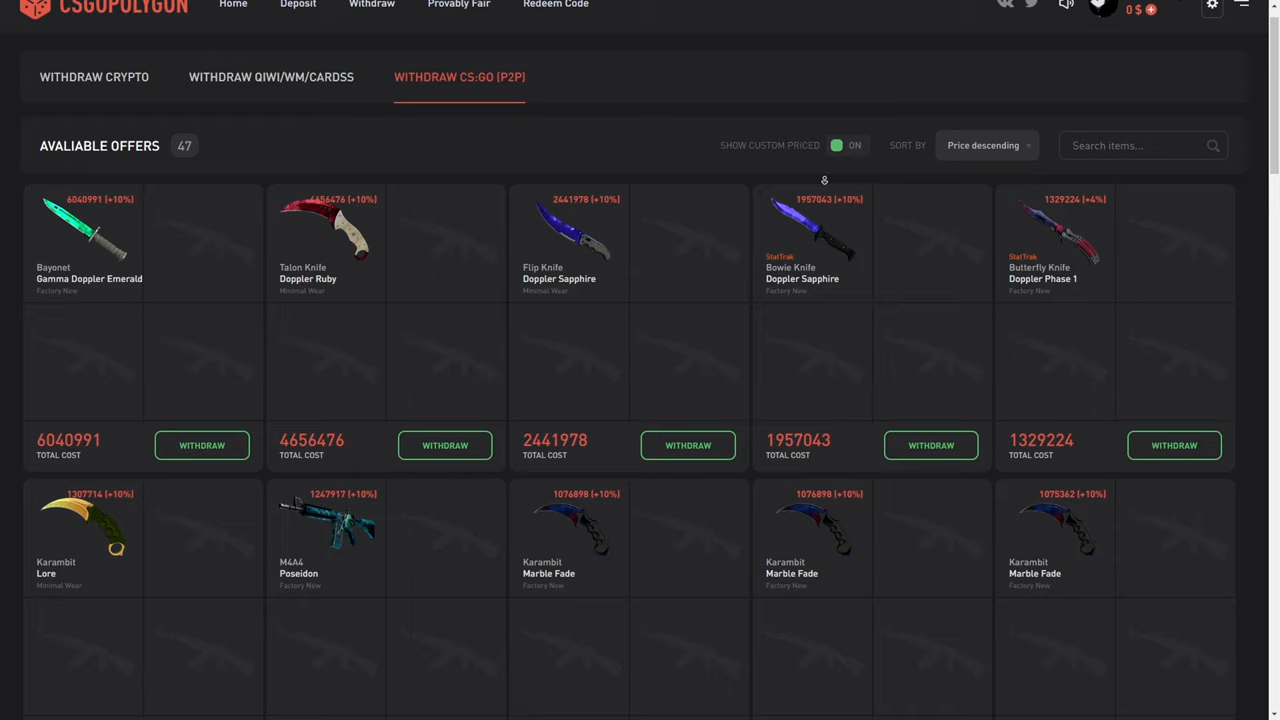 CSGOPOLYGON
Home Deposit Withdraw Provably Fair Redeem Code
0 $
WITHDRAW CRYPTO WITHDRAW QIWI/WM/CARDSS WITHDRAW CS:GO (P2P)
AVALIABLE OFFERS 47 SHOW CUSTOM PRICED ON SORT BY Price descending Search items...
6040991 (+10%) 4656476 (+10%) 2441978 (+10%) 1957043 (+10%) 1329224 (+4%)
StatTrak StatTrak
Bayonet Talon Knife Flip Knife Bowie Knife Butterfly Knife
Gamma Doppler Emerald Doppler Ruby Doppler Sapphire Doppler Sapphire Doppler Phase 1
Factory New Minimal Wear Minimal Wear Factory New Factory New
6040991 WITHDRAW 4656476 WITHDRAW 2441978 WITHDRAW 1957043 WITHDRAW 1329224 WITHDRAW
TOTAL COST TOTAL COST TOTAL COST TOTAL COST TOTAL COST
1307714 (+10%) 1247917 (+10%) 1076898 (+10%) 1076898 (+10%) 1075362 (+10%)
Karambit M4A4 Karambit Karambit Karambit
Lore Poseidon Marble Fade Marble Fade Marble Fade
Minimal Wear Factory New Factory New Factory New Factory New